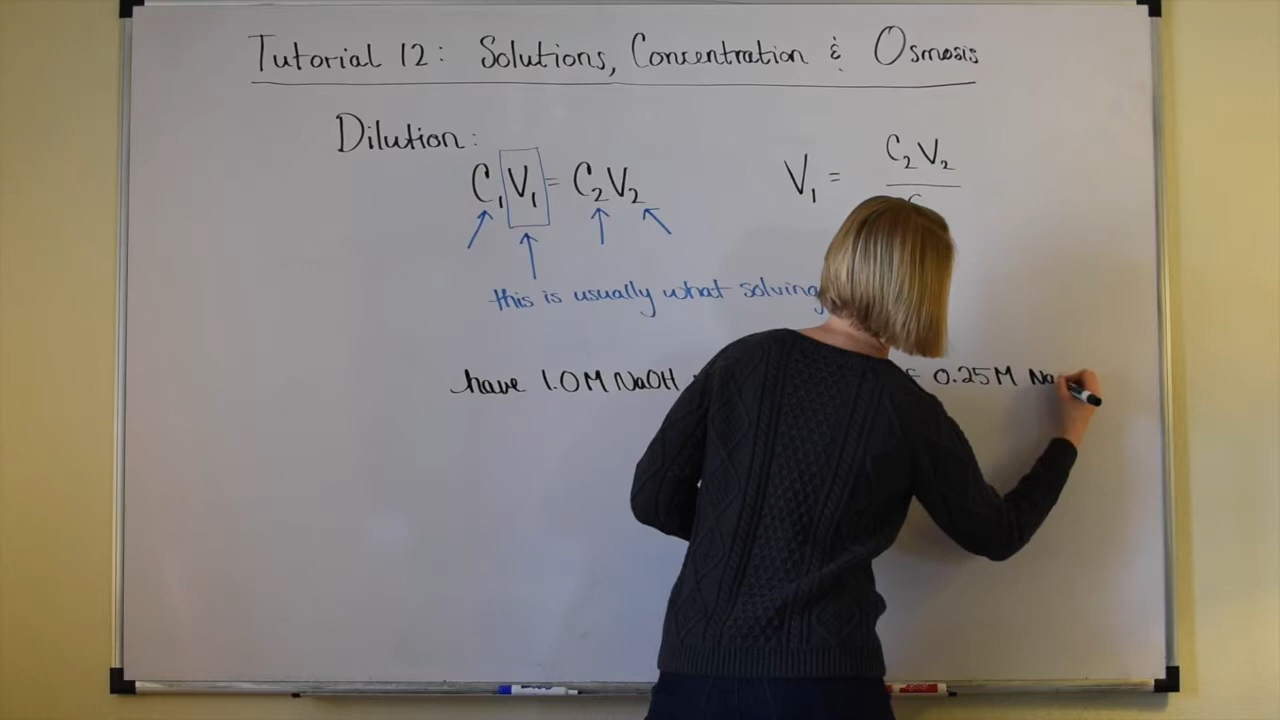 Tutorial 12: Solutions, Concentration & Osmosis
Dilution:
C₁V₁ = C₂V₂
V₁ = C₂V₂
this is usually what solving
have 1.0M NaOH 0.25M Na